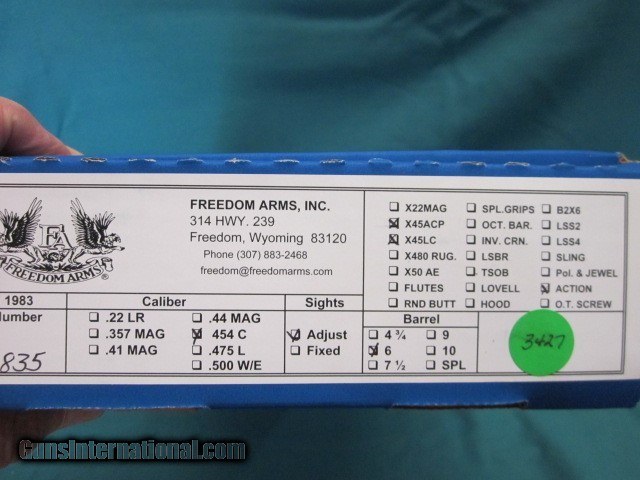 FREEDOM ARMS, INC.
314 HWY. 239
Freedom, Wyoming 83120
Phone (307) 883-2468
freedom@freedomarms.com
FA
FREEDOM ARMS
X22MAG SPL.GRIPS B2X6
X45ACP OCT. BAR. LSS2
X45LC INV. CRN. LSS4
X480 RUG. LSBR SLING
X50 AE TSOB Pol. & JEWEL
FLUTES LOVELL ACTION
RND BUTT HOOD O.T. SCREW
1983 Caliber Sights Barrel
umber
835
.22 LR .44 MAG
.357 MAG 454 C
.41 MAG .475 L
.500 W/E
Adjust
Fixed
4 ¾ 9
6 10
7 ½ SPL
3427
GunsInternational.com